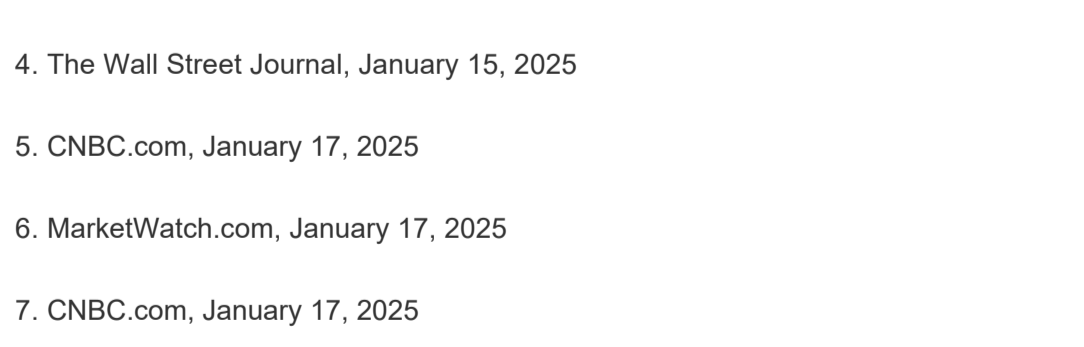 4. The Wall Street Journal, January 15, 2025
5. CNBC.com, January 17, 2025
6. MarketWatch.com, January 17, 2025
7. CNBC.com, January 17, 2025